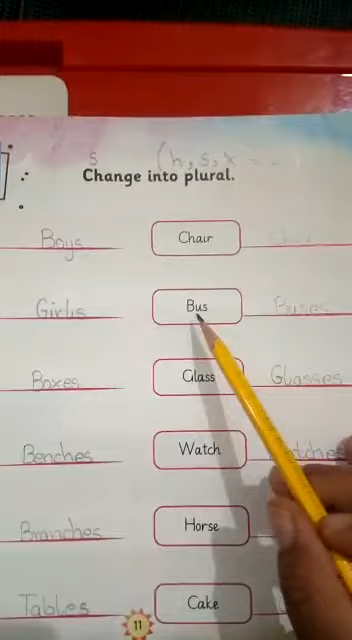 s (h, s, x - - -
Change into plural.
Boys Chair
Girls Bus Buses
Boxes Glass Glasses
Benches Watch
Branches Horse
Tables Cake
11